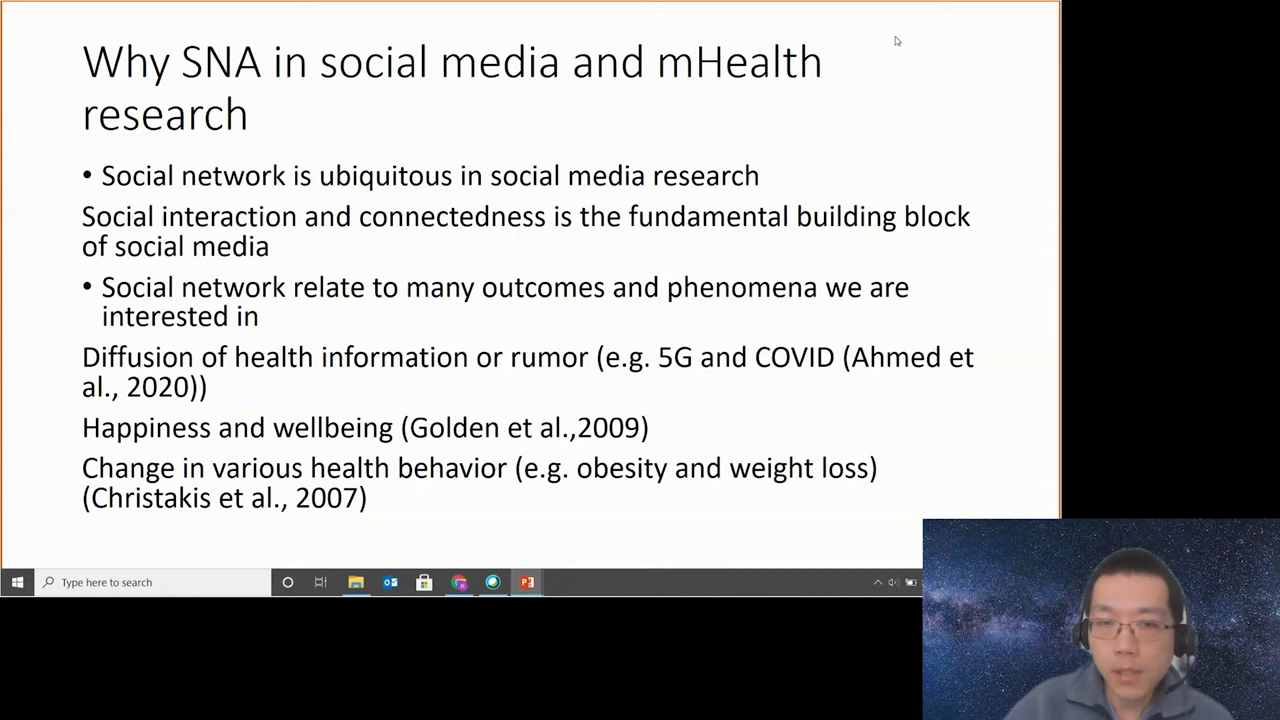 Why SNA in social media and mHealth
research
• Social network is ubiquitous in social media research
Social interaction and connectedness is the fundamental building block
of social media
• Social network relate to many outcomes and phenomena we are
interested in
Diffusion of health information or rumor (e.g. 5G and COVID (Ahmed et
al., 2020))
Happiness and wellbeing (Golden et al.,2009)
Change in various health behavior (e.g. obesity and weight loss)
(Christakis et al., 2007)
Type here to search